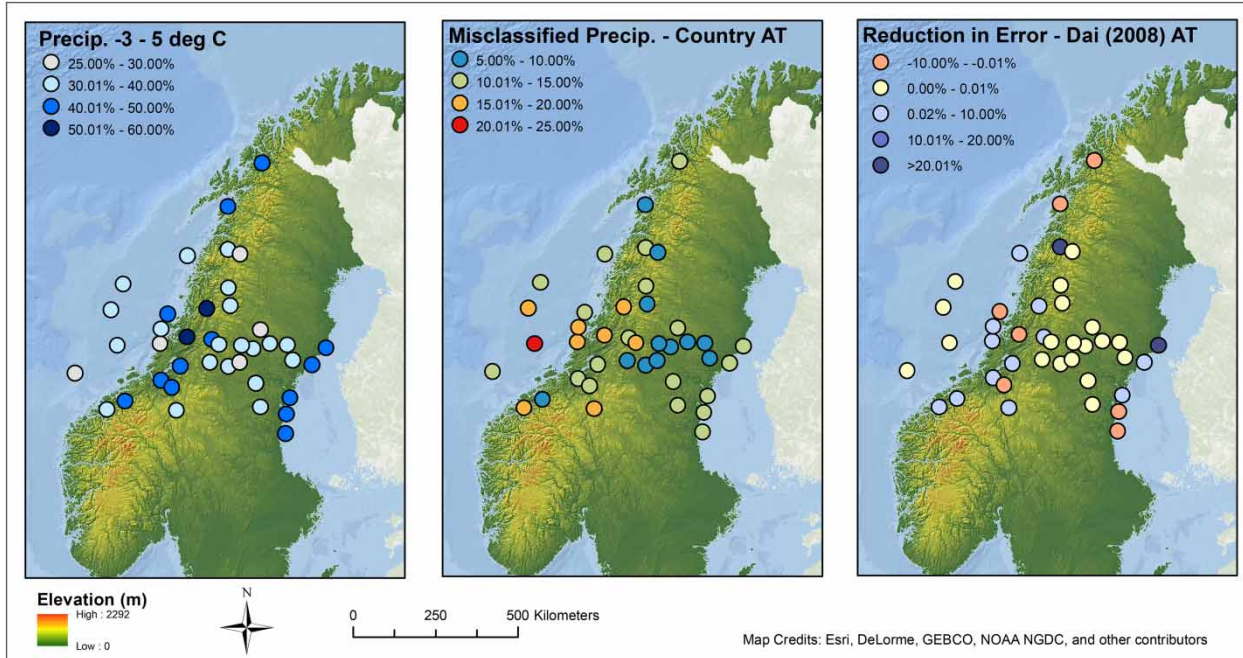 Precip. -3 - 5 deg C
25.00% - 30.00%
30.01% - 40.00%
40.01% - 50.00%
50.01% - 60.00%
Misclassified Precip. - Country AT
5.00% - 10.00%
10.01% - 15.00%
15.01% - 20.00%
20.01% - 25.00%
Reduction in Error - Dai (2008) AT
-10.00% - -0.01%
0.00% - 0.01%
0.02% - 10.00%
10.01% - 20.00%
>20.01%
Elevation (m)
High : 2292
Low : 0
N
0 250 500 Kilometers
Map Credits: Esri, DeLorme, GEBCO, NOAA NGDC, and other contributors